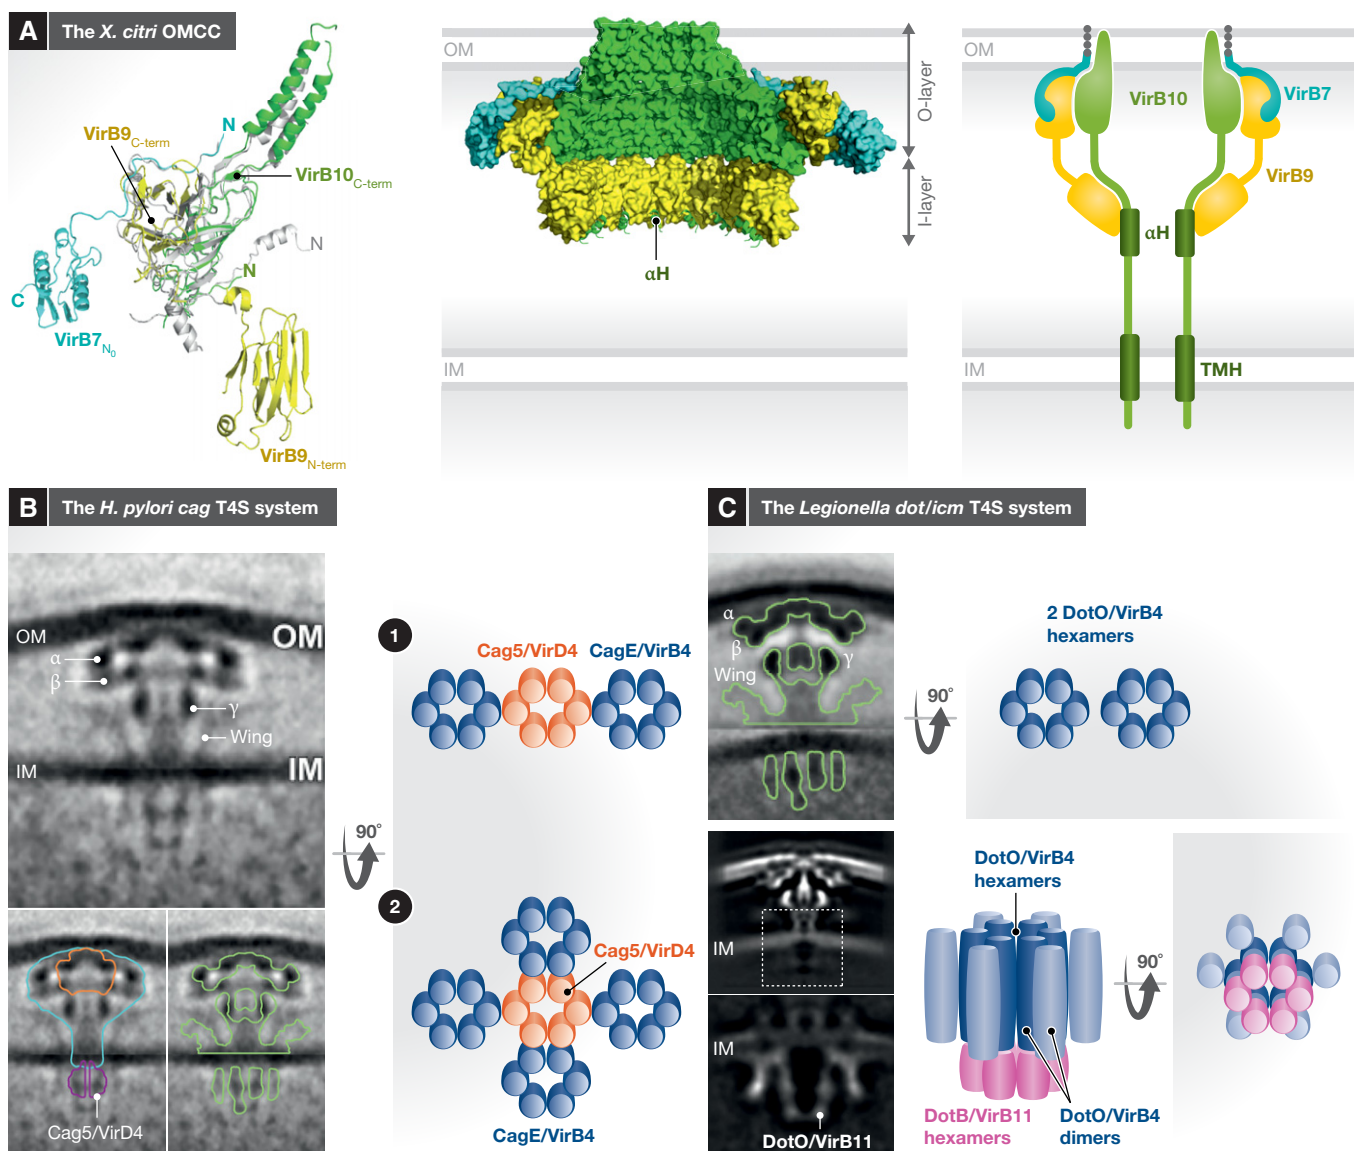 A The X. citri OMCC
VirB9C-term
N
VirB10C-term
N
N
C
VirB7N0
VirB9N-term
OM
O-layer
I-layer
αH
IM
OM
VirB10
VirB7
VirB9
αH
IM
TMH
B The H. pylori cag T4S system
OM
OM
α
β
γ
Wing
IM
IM
90°
Cag5/VirD4
1
Cag5/VirD4 CagE/VirB4
2
Cag5/VirD4
CagE/VirB4
C The Legionella dot/icm T4S system
α
β
γ
Wing
90°
2 DotO/VirB4
hexamers
IM
IM
DotO/VirB11
DotO/VirB4
hexamers
90°
DotB/VirB11
hexamers
DotO/VirB4
dimers